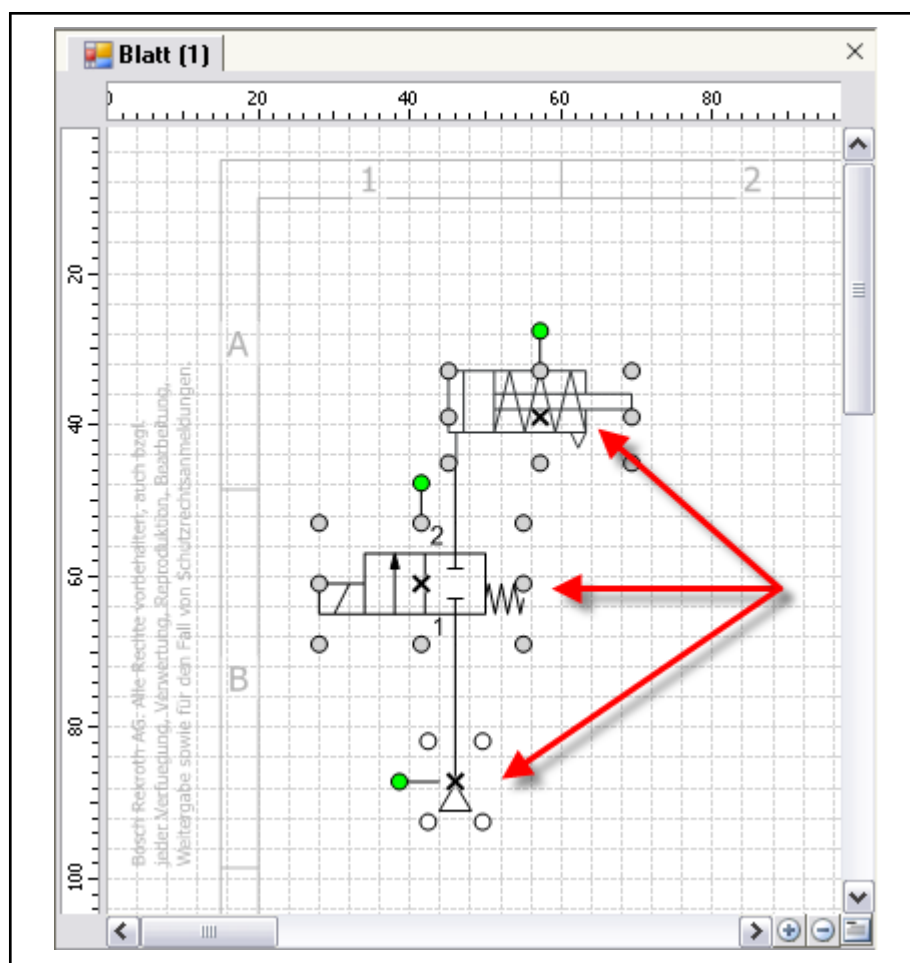 Blatt (1)
0 20 40 60 80
1 2
20
A
40
2
60
1
B
80
100
Bosch Rexroth AG. Alle Rechte vorbehalten, auch bzgl.
jeder Verfuegung, Verwertung, Reproduktion, Bearbeitung,
Weitergabe sowie für den Fall von Schutzrechtsanmeldungen.